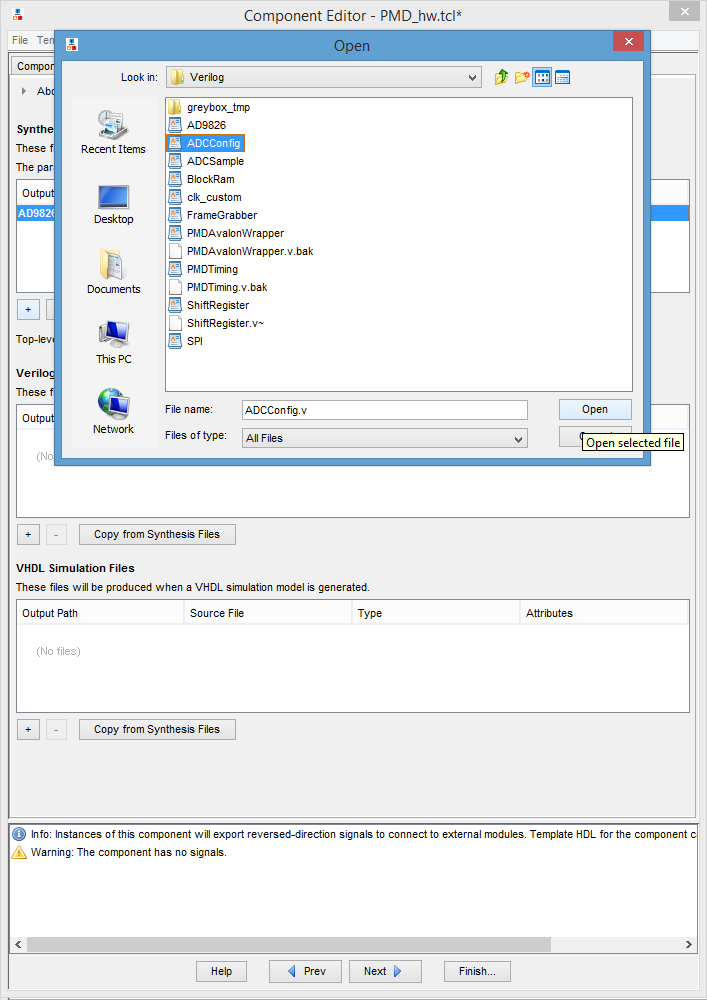 Component Editor - PMD_hw.tcl*
File
Open
Compon
Look in:
Verilog
greybox_tmp
AD9826
ADCConfig
ADCSample
BlockRam
clk_custom
FrameGrabber
PMDAvalonWrapper
PMDAvalonWrapper.v.bak
PMDTiming
PMDTiming.v.bak
ShiftRegister
ShiftRegister.v~
SPI
Recent Items
Desktop
Documents
This PC
Network
File name:
ADCConfig.v
Open
Files of type:
All Files
Open selected file
Synthe
These f
The par
Output
AD9826
+
Top-leve
Verilog
These f
Output
(No
+ - Copy from Synthesis Files
VHDL Simulation Files
These files will be produced when a VHDL simulation model is generated.
Output Path Source File Type Attributes
(No files)
+ - Copy from Synthesis Files
Info: Instances of this component will export reversed-direction signals to connect to external modules. Template HDL for the component c
Warning: The component has no signals.
Help Prev Next Finish...